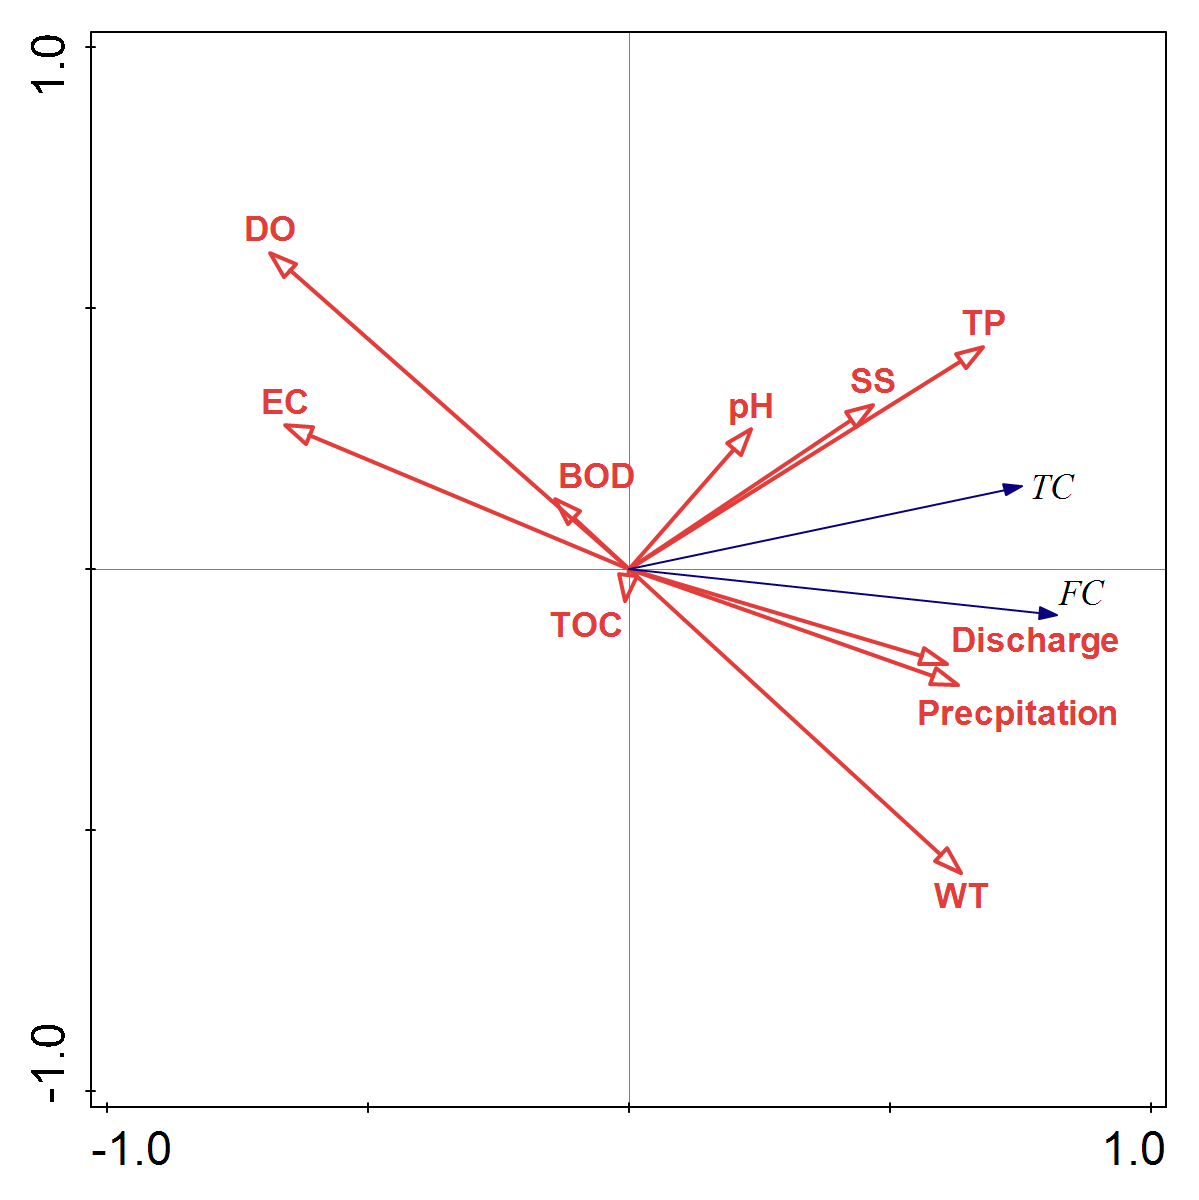 1.0
DO
TP
SS
EC
pH
BOD
TC
FC
TOC
Discharge
Precpitation
WT
-1.0
-1.0
1.0